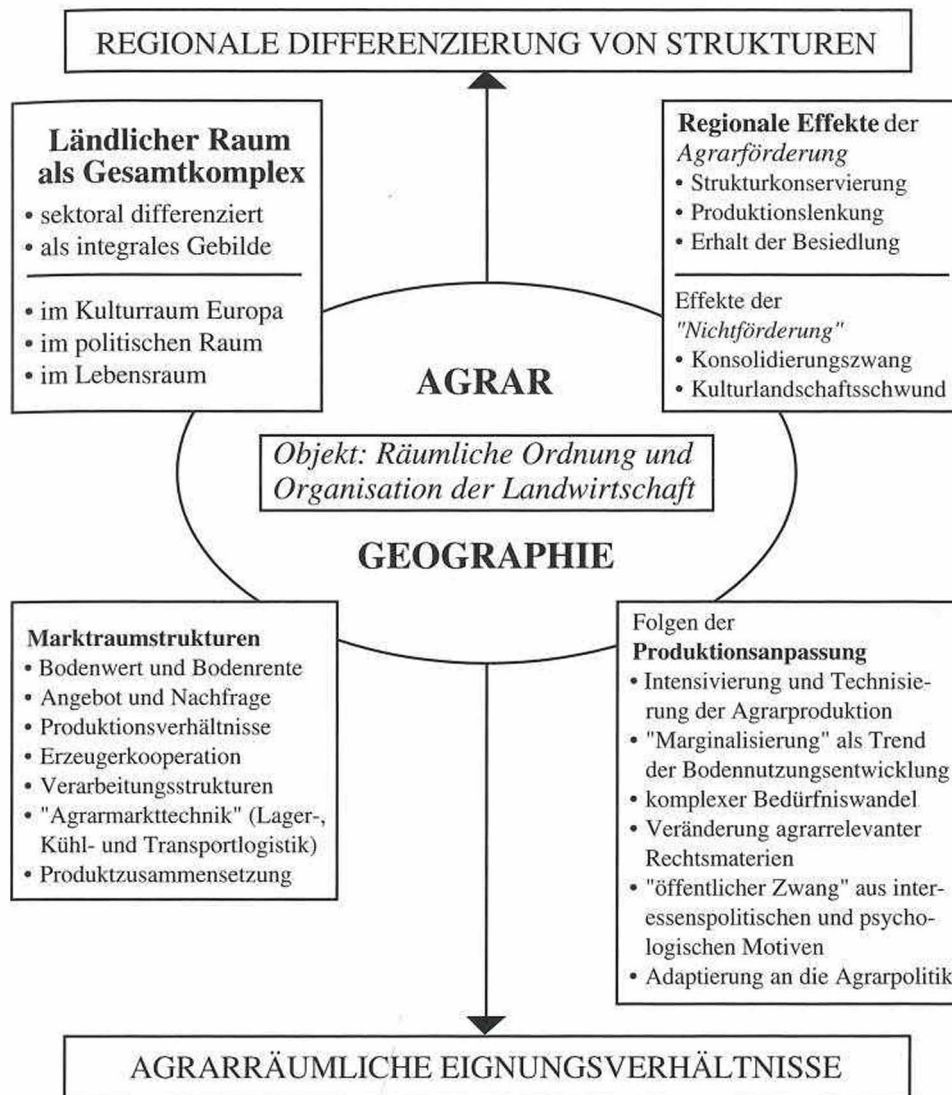 REGIONALE DIFFERENZIERUNG VON STRUKTUREN
Ländlicher Raum
als Gesamtkomplex
• sektoral differenziert
• als integrales Gebilde
• im Kulturraum Europa
• im politischen Raum
• im Lebensraum
Regionale Effekte der
Agrarförderung
• Strukturkonservierung
• Produktionslenkung
• Erhalt der Besiedlung
Effekte der
"Nichtförderung"
• Konsolidierungszwang
• Kulturlandschaftsschwund
AGRAR
Objekt: Räumliche Ordnung und
Organisation der Landwirtschaft
GEOGRAPHIE
Marktraumstrukturen
• Bodenwert und Bodenrente
• Angebot und Nachfrage
• Produktionsverhältnisse
• Erzeugerkooperation
• Verarbeitungsstrukturen
• "Agrarmarkttechnik" (Lager-,
Kühl- und Transportlogistik)
• Produktzusammensetzung
Folgen der
Produktionsanpassung
• Intensivierung und Technisie-
rung der Agrarproduktion
• "Marginalisierung" als Trend
der Bodennutzungsentwicklung
• komplexer Bedürfniswandel
• Veränderung agrarrelevanter
Rechtsmaterien
• "öffentlicher Zwang" aus inter-
essenspolitischen und psycho-
logischen Motiven
• Adaptierung an die Agrarpolitik
AGRARRÄUMLICHE EIGNUNGSVERHÄLTNISSE